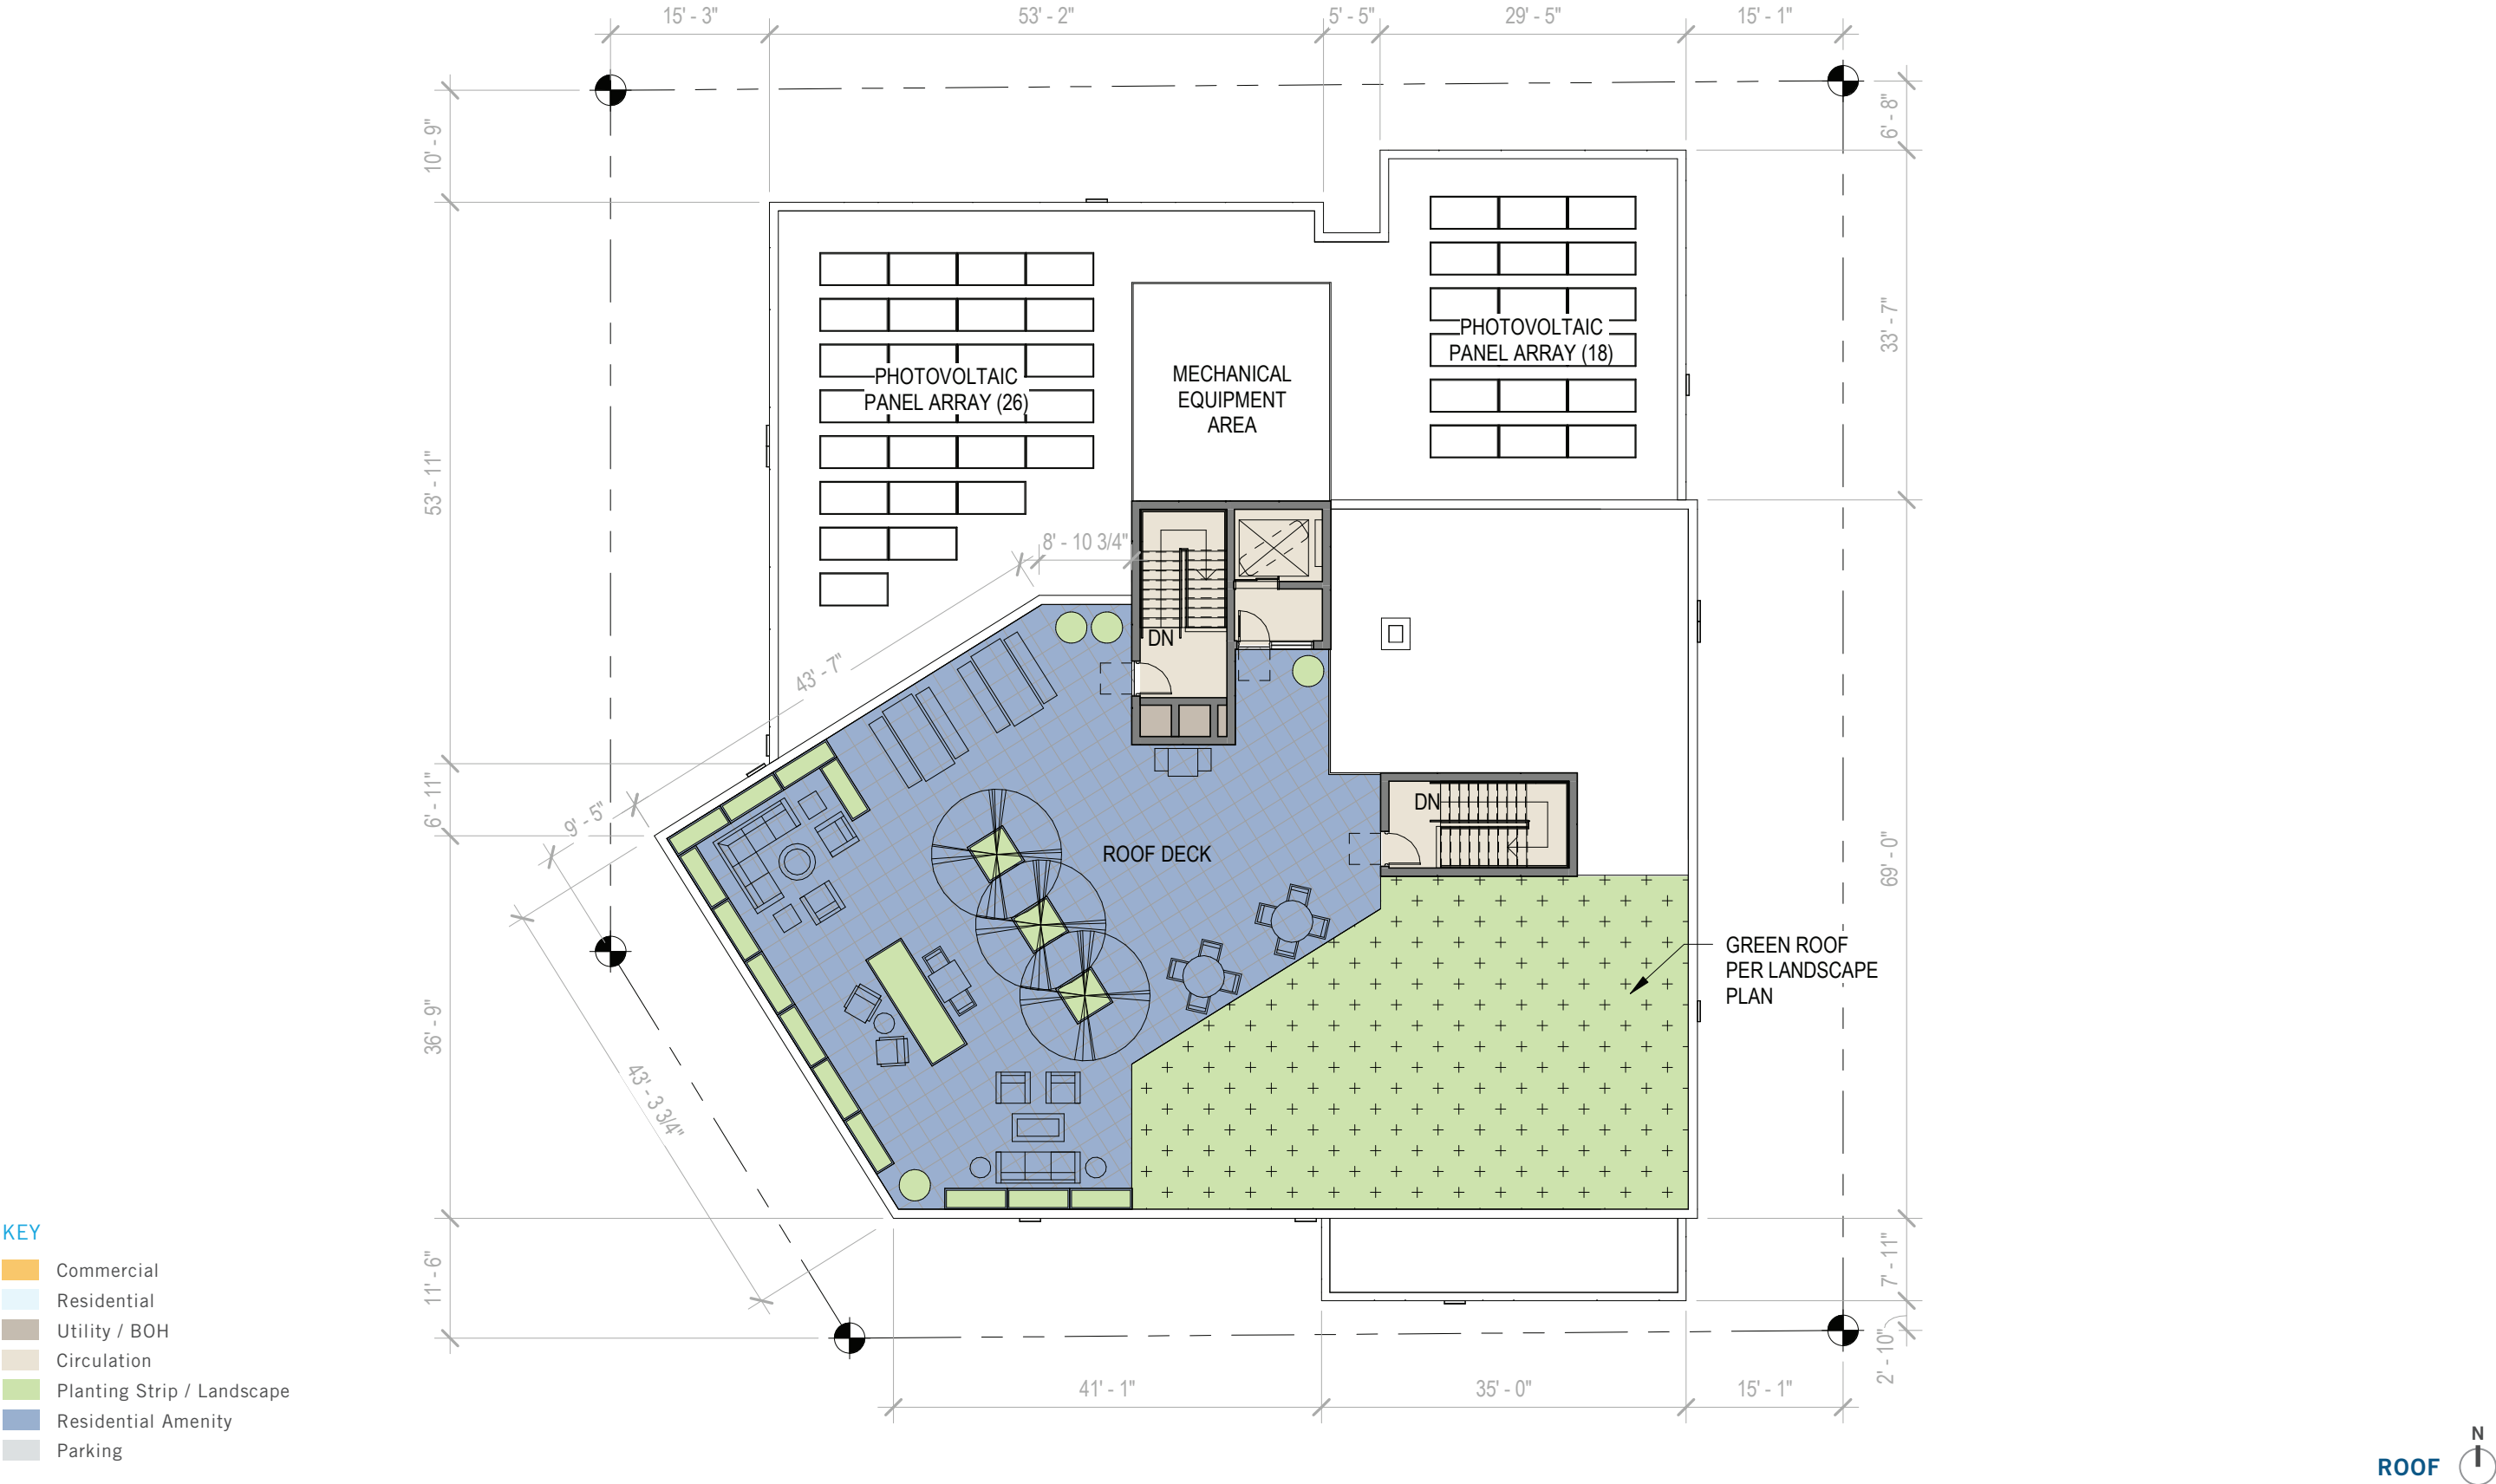 15' - 3"
53' - 2"
5' - 5"
29' - 5"
15' - 1"
10' - 9"
53' - 11"
6' - 11"
36' - 9"
11' - 6"
6' - 8"
33' - 7"
69' - 0"
7' - 11"
2' - 10"
PHOTOVOLTAIC
PANEL ARRAY (26)
MECHANICAL
EQUIPMENT
AREA
PHOTOVOLTAIC
PANEL ARRAY (18)
8' - 10 3/4"
43' - 7"
9' - 5"
43' - 3 3/4"
DN
DN
ROOF DECK
GREEN ROOF
PER LANDSCAPE
PLAN
41' - 1"
35' - 0"
15' - 1"
KEY
Commercial
Residential
Utility / BOH
Circulation
Planting Strip / Landscape
Residential Amenity
Parking
ROOF
N